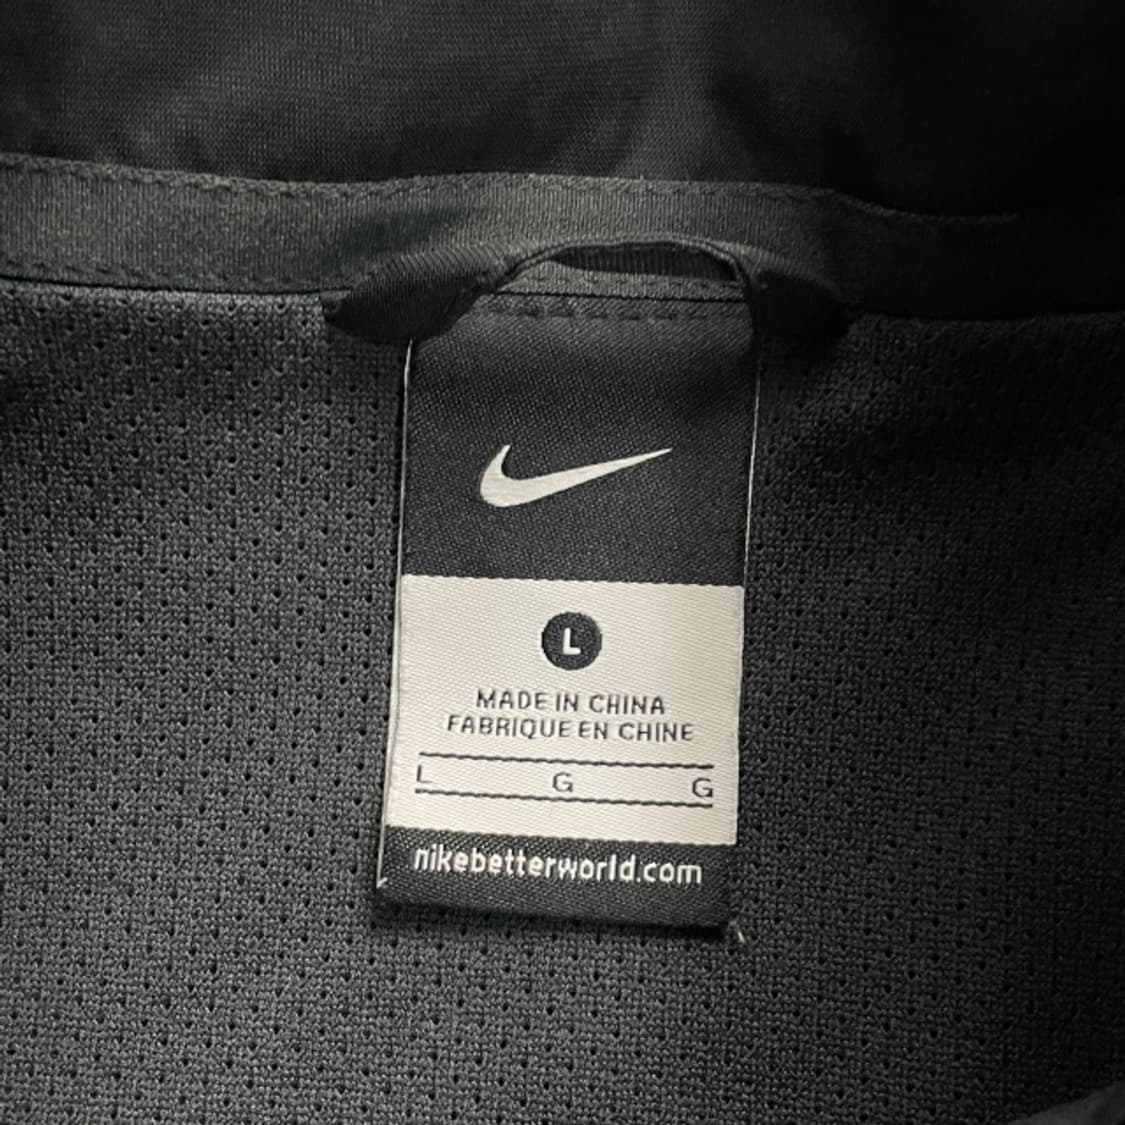 L
MADE IN CHINA
FABRIQUE EN CHINE
L G G
nikebetterworld.com